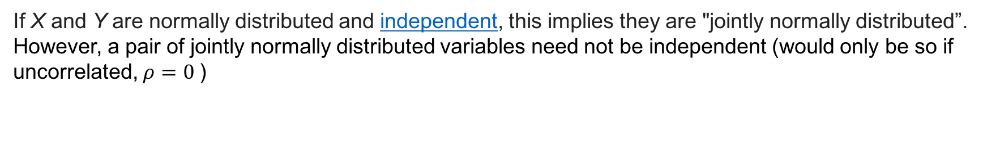 If X and Y are normally distributed and independent, this implies they are "jointly normally distributed”.
However, a pair of jointly normally distributed variables need not be independent (would only be so if
uncorrelated, ρ = 0 )